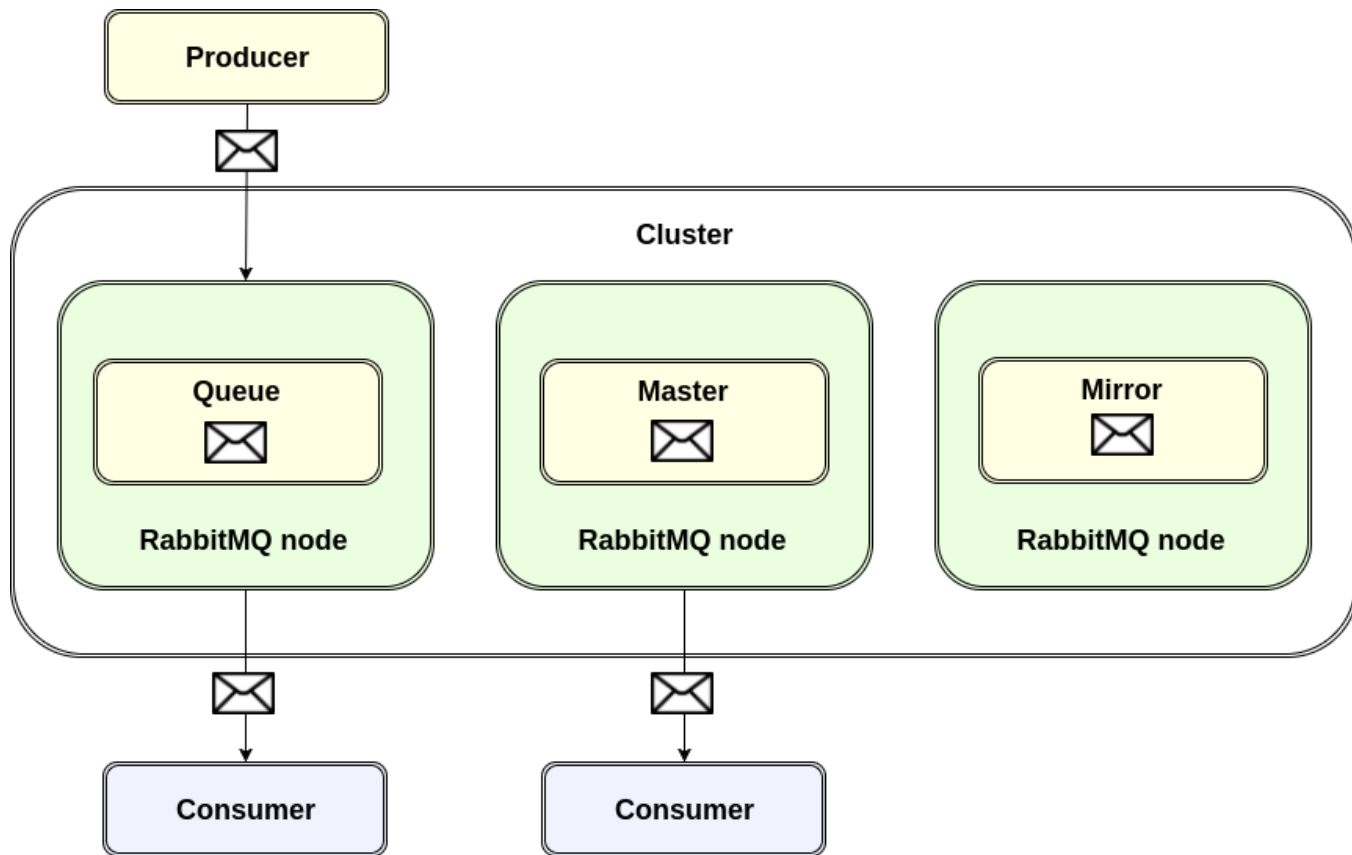 Producer
Cluster
Queue
Master
Mirror
RabbitMQ node
RabbitMQ node
RabbitMQ node
Consumer
Consumer